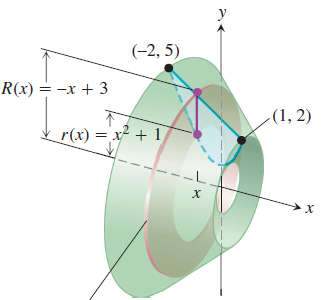 y
(−2, 5)
R(x) = −x + 3
(1, 2)
r(x) = x² + 1
x
x